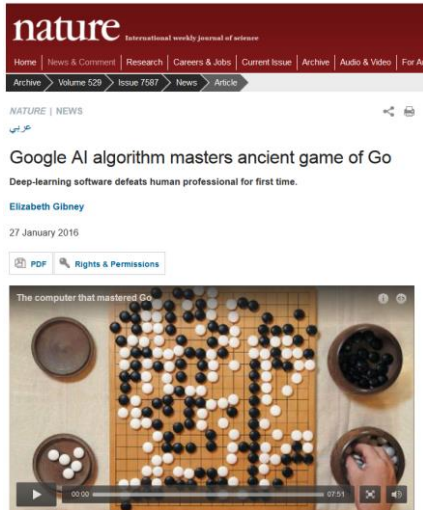 nature International weekly journal of science
Home News & Comment Research Careers & Jobs Current Issue Archive Audio & Video For
Archive Volume 529 Issue 7587 News Article
NATURE | NEWS
عربي
Google AI algorithm masters ancient game of Go
Deep-learning software defeats human professional for first time.
Elizabeth Gibney
27 January 2016
PDF Rights & Permissions
The computer that mastered Go
00:00 07:51